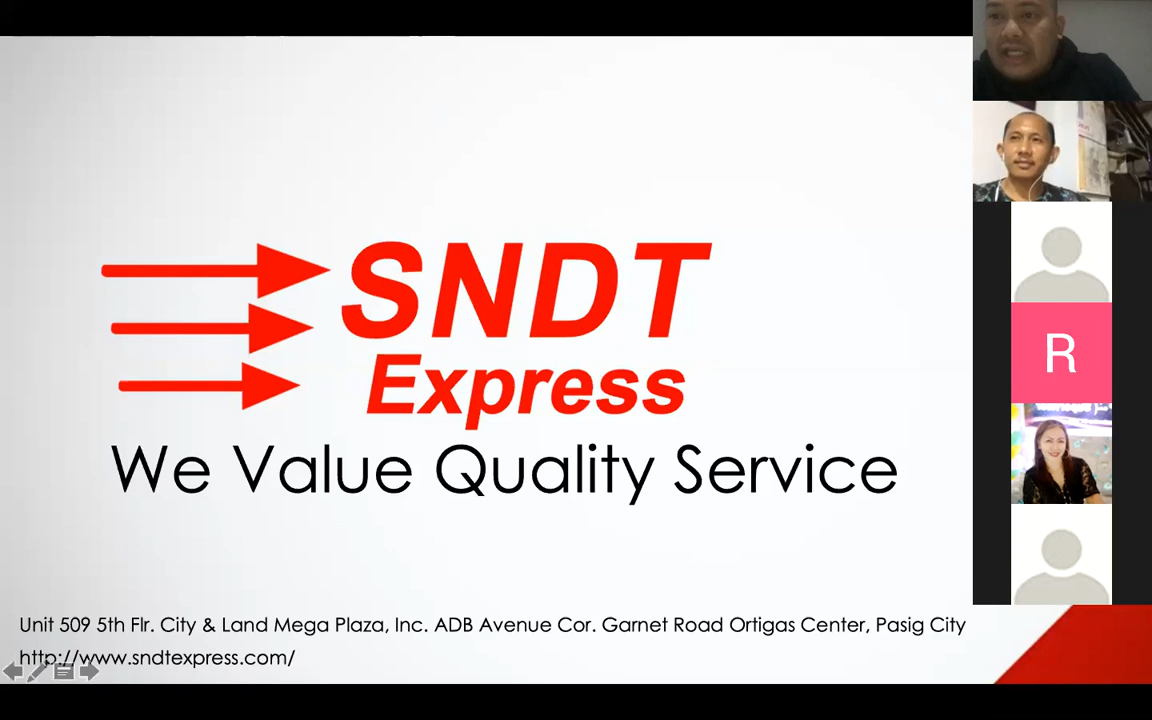 SNDT
Express
We Value Quality Service
Unit 509 5th Flr. City & Land Mega Plaza, Inc. ADB Avenue Cor. Garnet Road Ortigas Center, Pasig City
http://www.sndtexpress.com/
R